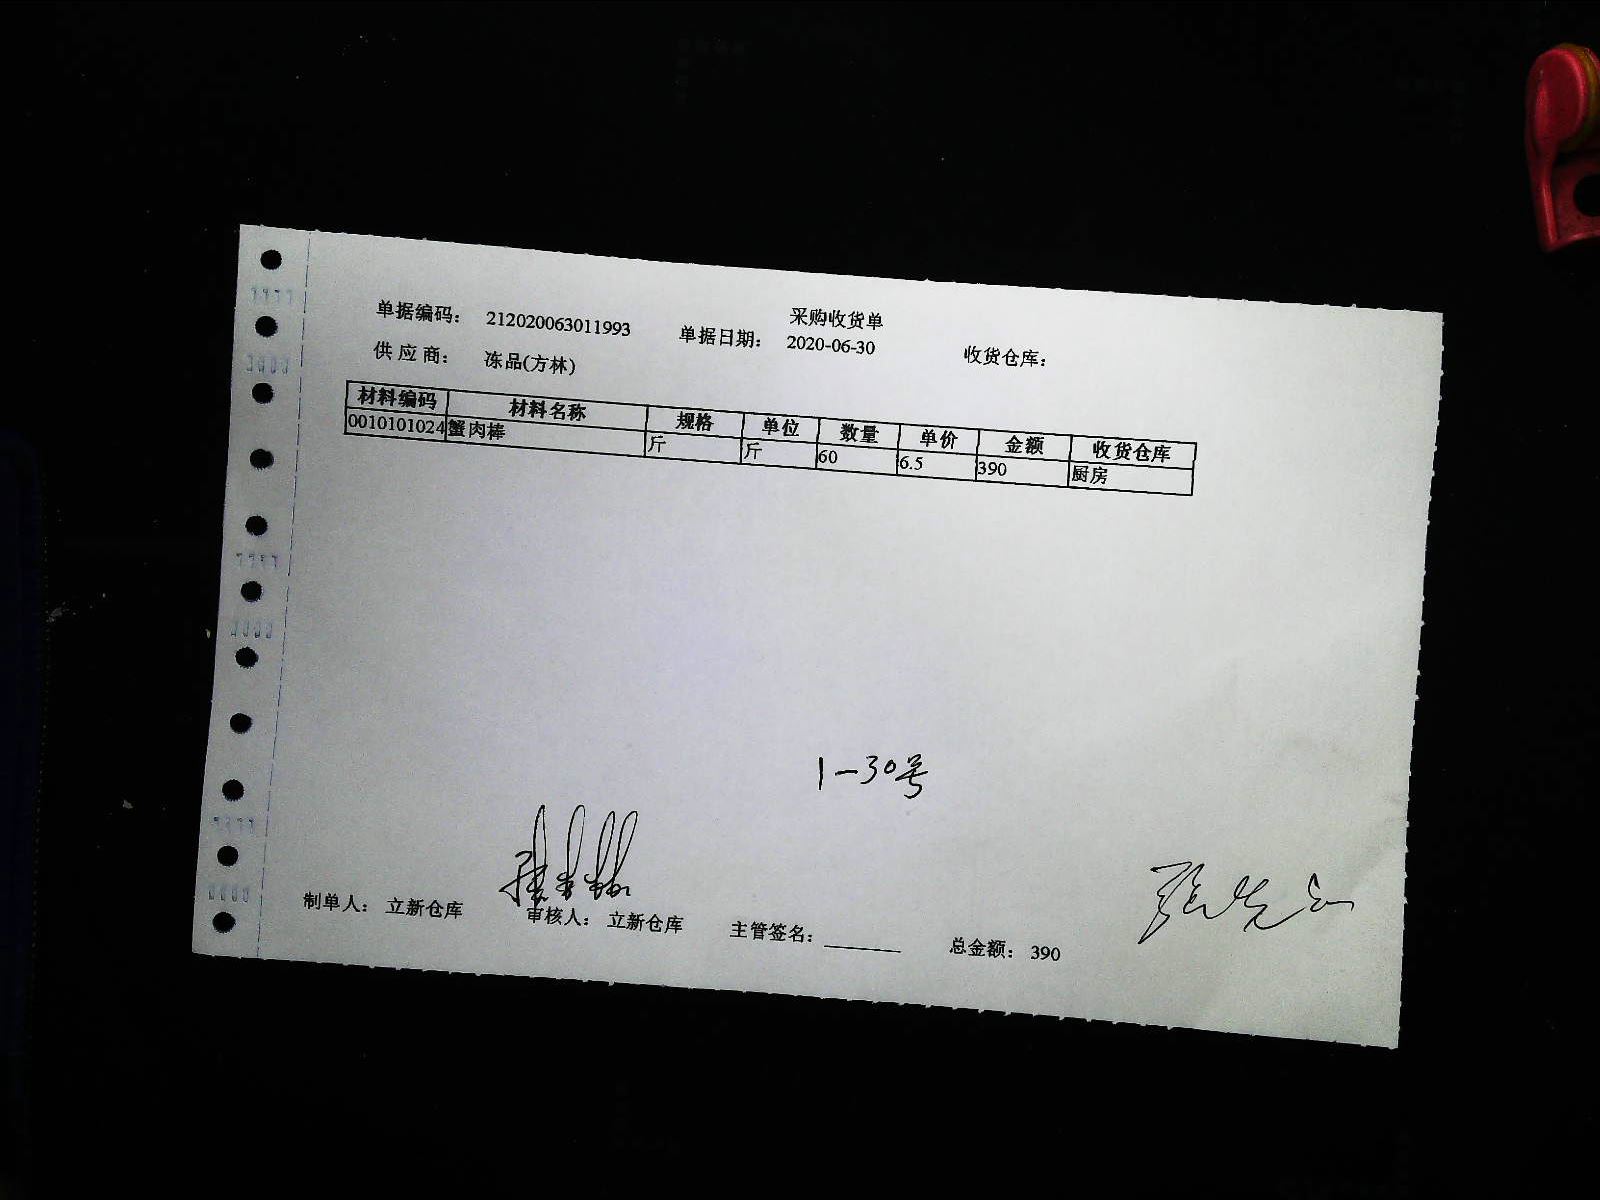 采购收货单
单据编码： 212020063011993 单据日期： 2020-06-30 收货仓库：
供 应 商： 冻品(方林)
材料编码 材料名称 规格 单位 数量 单价 金额 收货仓库
0010101024 蟹肉棒 斤 斤 60 6.5 390 厨房
1-30号
制单人： 立新仓库 审核人： 立新仓库 主管签名：________ 总金额： 390